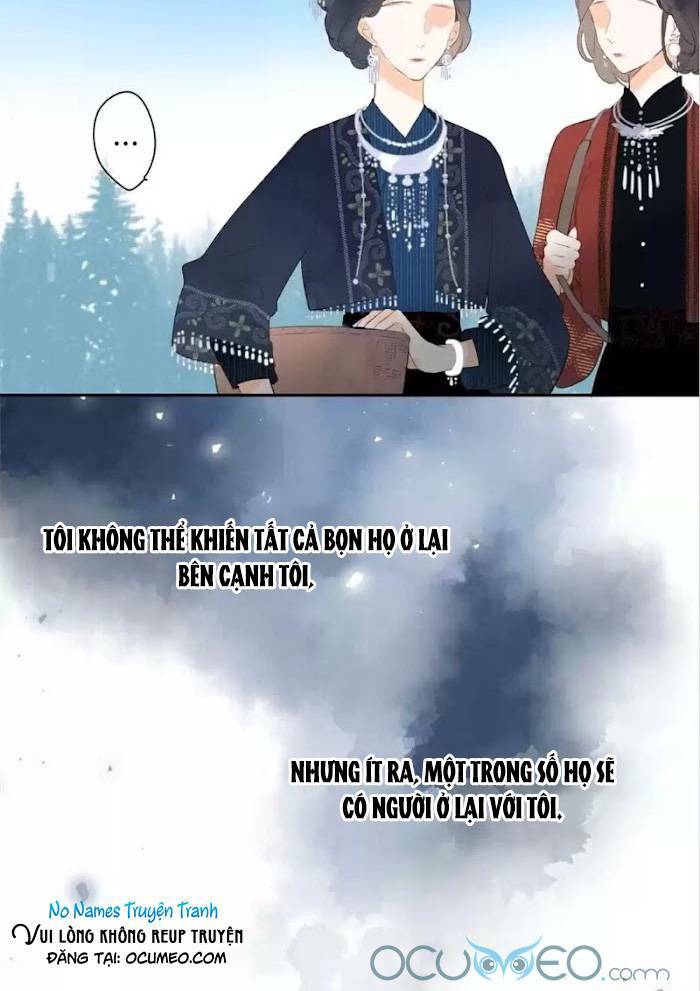 ...
TÔI KHÔNG THỂ KHIẾN TẤT CẢ BỌN HỌ Ở LẠI
BÊN CẠNH TÔI,
NHƯNG ÍT RA, MỘT TRONG SỐ HỌ SẼ
CÓ NGƯỜI Ở LẠI VỚI TÔI.
No Names Truyện Tranh
VUI LÒNG KHÔNG REUP TRUYỆN
ĐĂNG TẠI: OCUMEO.COM
OCUMEO.comm